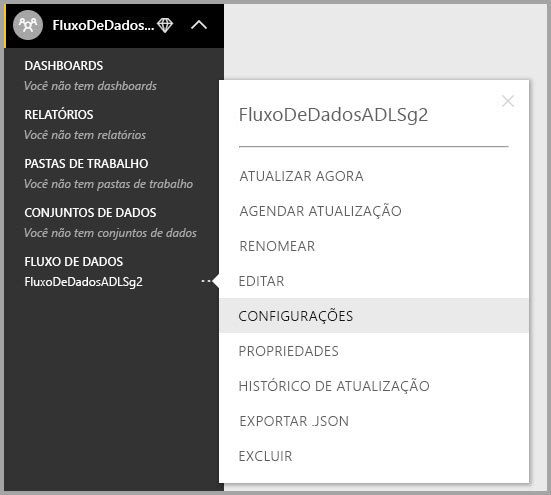 FluxoDeDados...
DASHBOARDS
Você não tem dashboards
RELATÓRIOS
Você não tem relatórios
PASTAS DE TRABALHO
Você não tem pastas de trabalho
CONJUNTOS DE DADOS
Você não tem conjuntos de dados
FLUXO DE DADOS
FluxoDeDadosADLSg2
FluxoDeDadosADLSg2
ATUALIZAR AGORA
AGENDAR ATUALIZAÇÃO
RENOMEAR
EDITAR
CONFIGURAÇÕES
PROPRIEDADES
HISTÓRICO DE ATUALIZAÇÃO
EXPORTAR .JSON
EXCLUIR